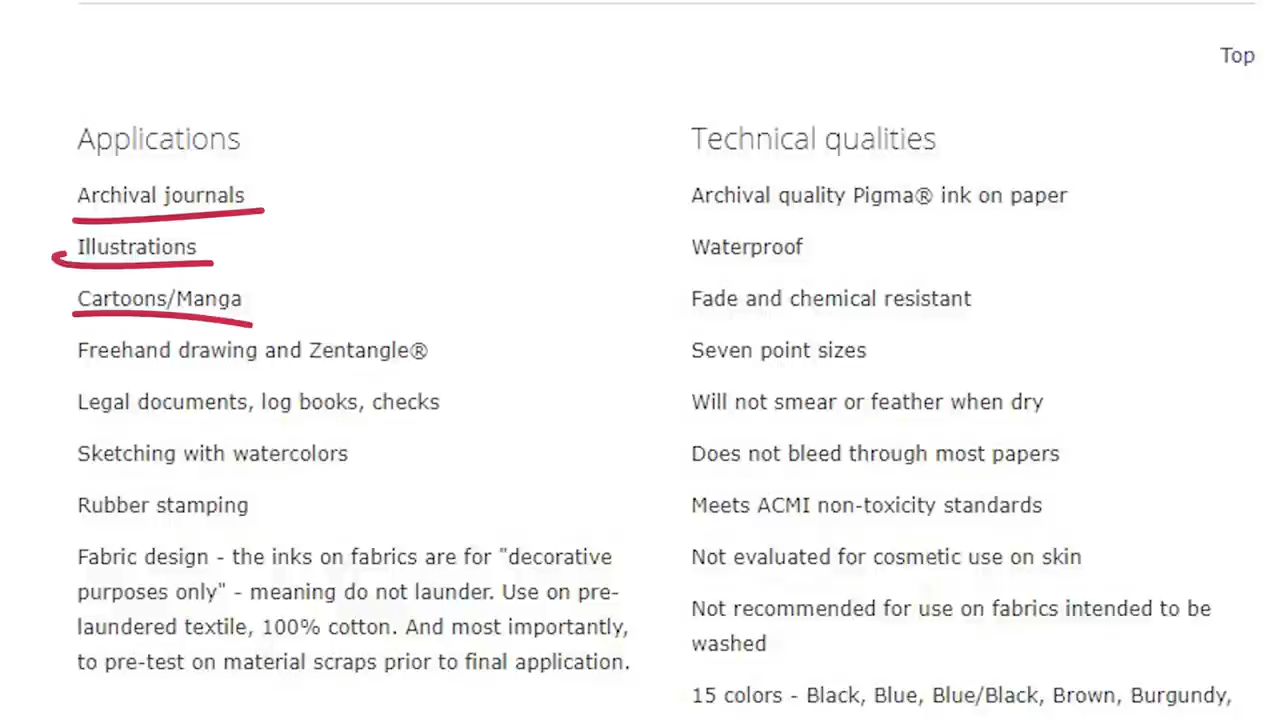 Top
Applications
Archival journals
Illustrations
Cartoons/Manga
Freehand drawing and Zentangle®
Legal documents, log books, checks
Sketching with watercolors
Rubber stamping
Fabric design - the inks on fabrics are for "decorative
purposes only" - meaning do not launder. Use on pre-
laundered textile, 100% cotton. And most importantly,
to pre-test on material scraps prior to final application.
Technical qualities
Archival quality Pigma® ink on paper
Waterproof
Fade and chemical resistant
Seven point sizes
Will not smear or feather when dry
Does not bleed through most papers
Meets ACMI non-toxicity standards
Not evaluated for cosmetic use on skin
Not recommended for use on fabrics intended to be
washed
15 colors - Black, Blue, Blue/Black, Brown, Burgundy,